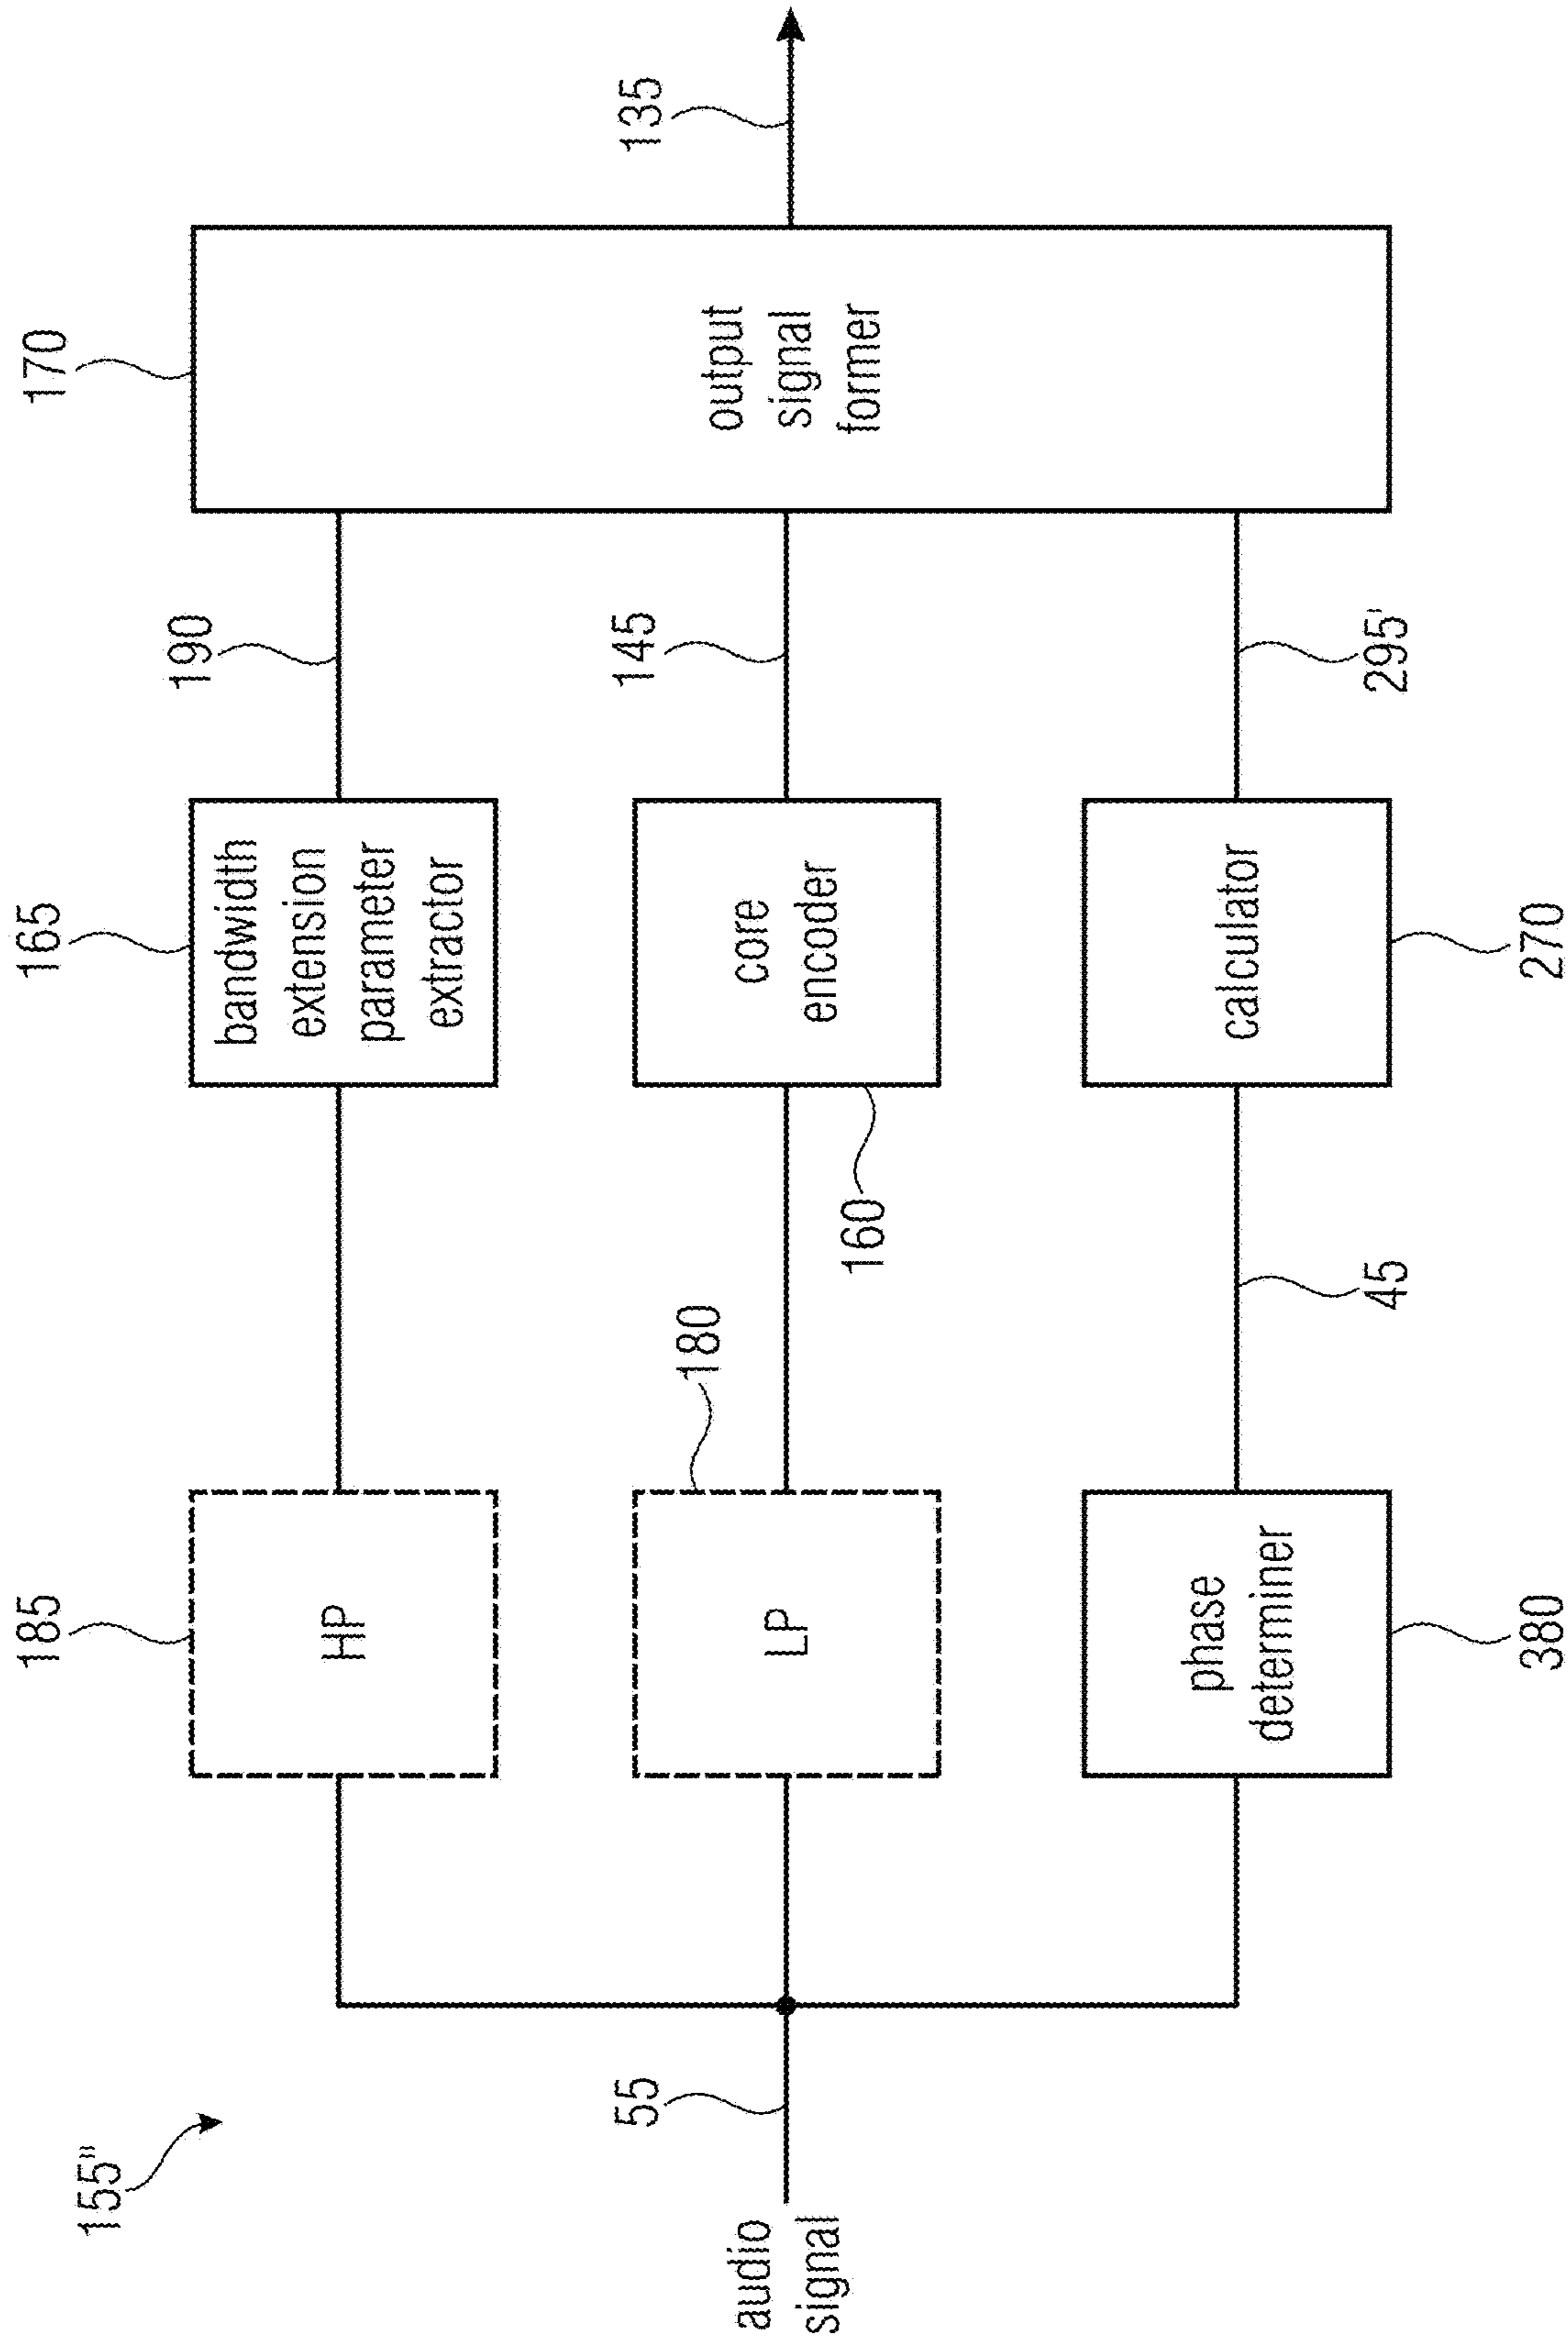 155"
audio
signal
55
185
HP
180
LP
phase
determiner
380
45
165
bandwidth
extension
parameter
extractor
160
core
encoder
calculator
270
190
145
295'
170
output
signal
former
135